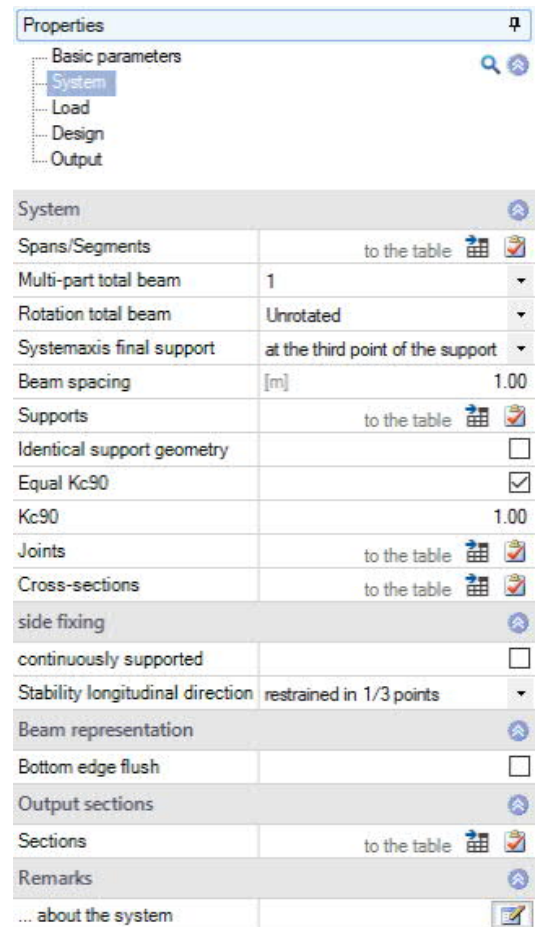 Properties
Basic parameters
System
Load
Design
Output
System
Spans/Segments to the table
Multi-part total beam 1
Rotation total beam Unrotated
Systemaxis final support at the third point of the support
Beam spacing [m] 1.00
Supports to the table
Identical support geometry
Equal Kc90
Kc90 1.00
Joints to the table
Cross-sections to the table
side fixing
continuously supported
Stability longitudinal direction restrained in 1/3 points
Beam representation
Bottom edge flush
Output sections
Sections to the table
Remarks
... about the system